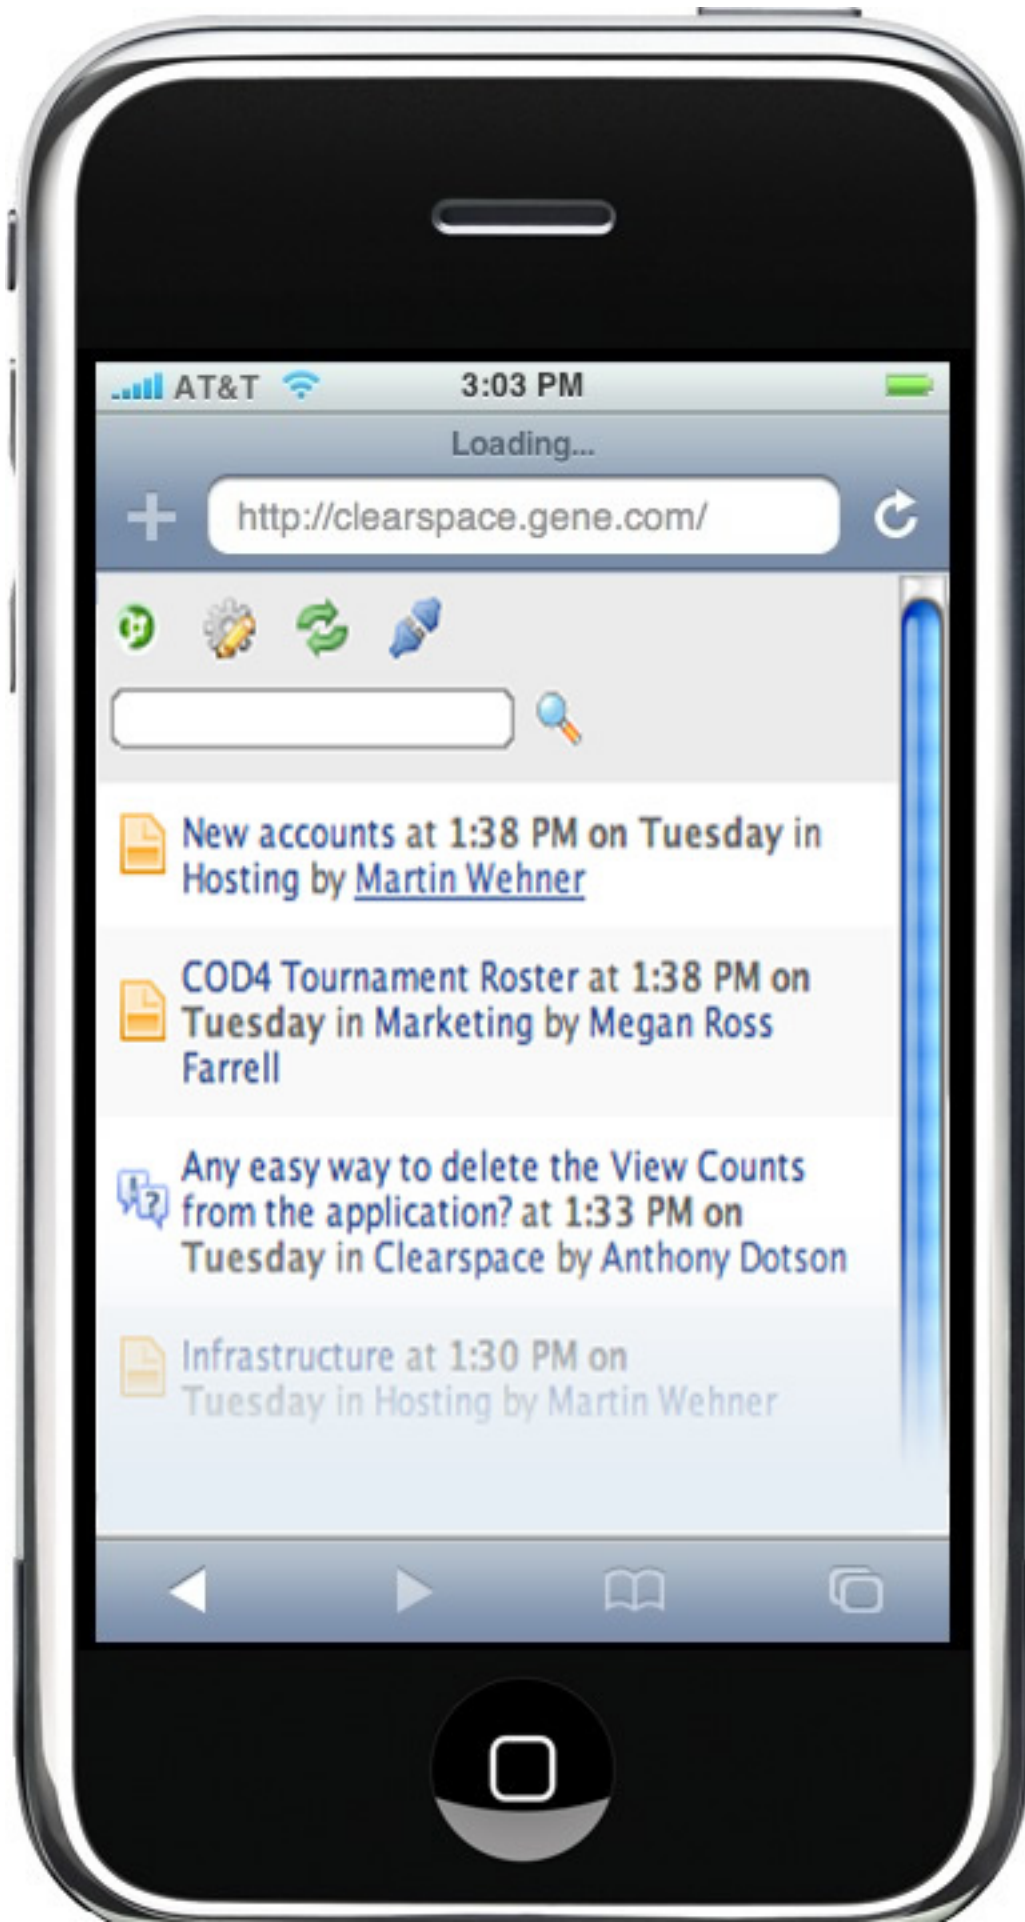 AT&T 3:03 PM
Loading...
http://clearspace.gene.com/
New accounts at 1:38 PM on Tuesday in
Hosting by Martin Wehner
COD4 Tournament Roster at 1:38 PM on
Tuesday in Marketing by Megan Ross
Farrell
Any easy way to delete the View Counts
from the application? at 1:33 PM on
Tuesday in Clearspace by Anthony Dotson
Infrastructure at 1:30 PM on
Tuesday in Hosting by Martin Wehner